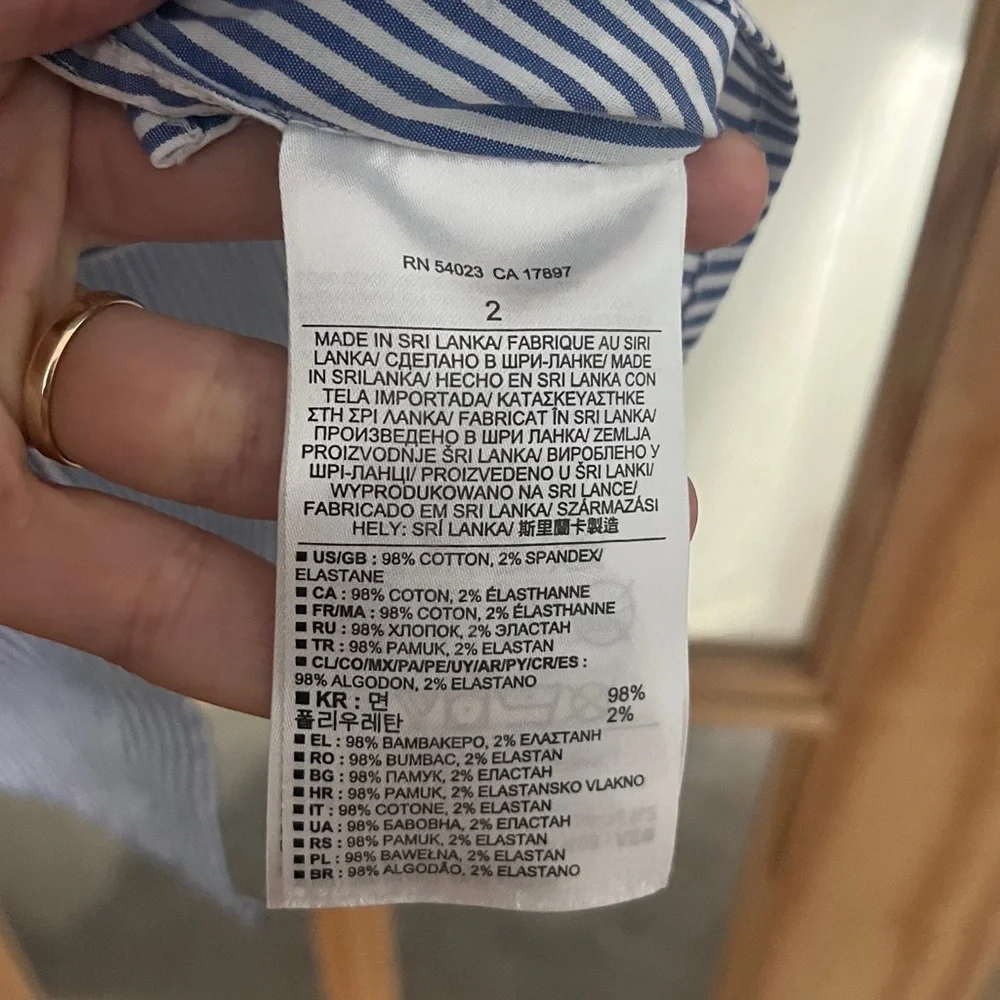 RN 54023 CA 17897
2
MADE IN SRI LANKA/ FABRIQUE AU SIRI
LANKA/ СДЕЛАНО В ШРИ-ЛАНКЕ/ MADE
IN SRILANKA/ HECHO EN SRI LANKA CON
TELA IMPORTADA/ ΚΑΤΑΣΚΕΥΑΣΤΗΚΕ
ΣΤΗ ΣΡΙ ΛΑΝΚΑ/ FABRICAT ÎN SRI LANKA/
ПРОИЗВЕДЕНО В ШРИ ЛАНКА/ ZEMLJA
PROIZVODNJE ŠRI LANKA/ ВИРОБЛЕНО У
ШРІ-ЛАНЦІ/ PROIZVEDENO U ŠRI LANKI/
WYPRODUKOWANO NA SRI LANCE/
FABRICADO EM SRI LANKA/ SZÁRMAZÁSI
HELY: SRÍ LANKA/ 斯里蘭卡製造
■ US/GB : 98% COTTON, 2% SPANDEX/
ELASTANE
■ CA : 98% COTON, 2% ÉLASTHANNE
■ FR/MA : 98% COTON, 2% ÉLASTHANNE
■ RU : 98% ХЛОПОК, 2% ЭЛАСТАН
■ TR : 98% PAMUK, 2% ELASTAN
■ CL/CO/MX/PA/PE/UY/AR/PY/CR/ES :
98% ALGODON, 2% ELASTANO
■ KR : 면 98%
폴리우레탄 2%
■ EL : 98% ΒΑΜΒΑΚΕΡΟ, 2% ΕΛΑΣΤΑΝΗ
■ RO : 98% BUMBAC, 2% ELASTAN
■ BG : 98% ПАМУК, 2% ЕЛАСТАН
■ HR : 98% PAMUK, 2% ELASTANSKO VLAKNO
■ IT : 98% COTONE, 2% ELASTAN
■ UA : 98% БАВОВНА, 2% ЕЛАСТАН
■ RS : 98% PAMUK, 2% ELASTAN
■ PL : 98% BAWEŁNA, 2% ELASTAN
■ BR : 98% ALGODÃO, 2% ELASTANO